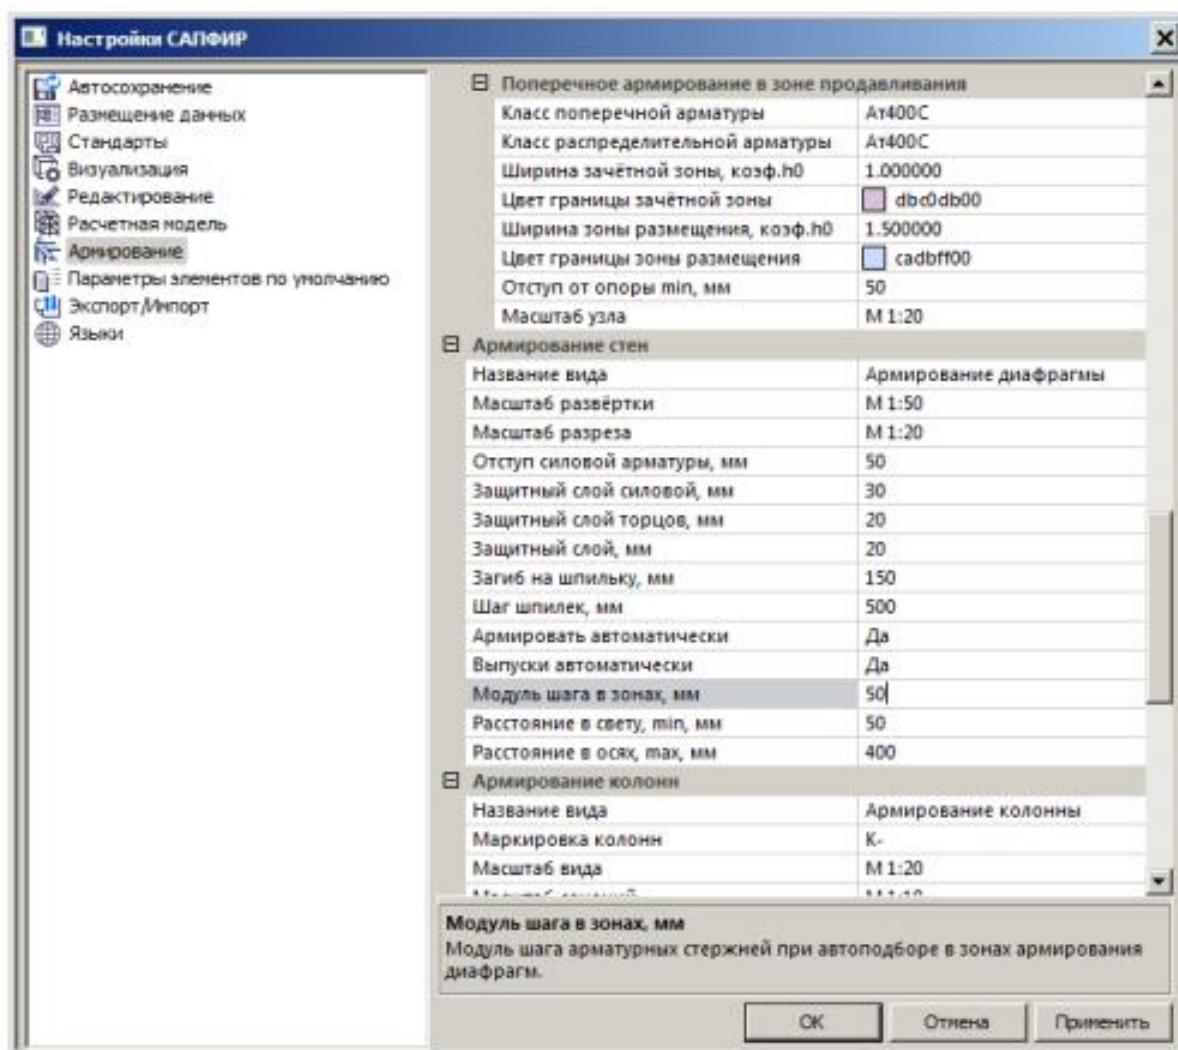 Настройки САПФИР
Автосохранение
Размещение данных
Стандарты
Визуализация
Редактирование
Расчетная модель
Армирование
Параметры элементов по умолчанию
Экспорт/Импорт
Языки
Поперечное армирование в зоне продавливания
Класс поперечной арматуры Ат400С
Класс распределительной арматуры Ат400С
Ширина зачётной зоны, коэф.h0 1.000000
Цвет границы зачётной зоны dbc0db00
Ширина зоны размещения, коэф.h0 1.500000
Цвет границы зоны размещения cadbff00
Отступ от опоры min, мм 50
Масштаб узла М 1:20
Армирование стен
Название вида Армирование диафрагмы
Масштаб развёртки М 1:50
Масштаб разреза М 1:20
Отступ силовой арматуры, мм 50
Защитный слой силовой, мм 30
Защитный слой торцов, мм 20
Защитный слой, мм 20
Загиб на шпильку, мм 150
Шаг шпилек, мм 500
Армировать автоматически Да
Выпуски автоматически Да
Модуль шага в зонах, мм 50
Расстояние в свету, min, мм 50
Расстояние в осях, max, мм 400
Армирование колонн
Название вида Армирование колонны
Маркировка колонн К-
Масштаб вида М 1:20
Модуль шага в зонах, мм
Модуль шага арматурных стержней при автоподборе в зонах армирования
диафрагм.
ОК Отмена Применить